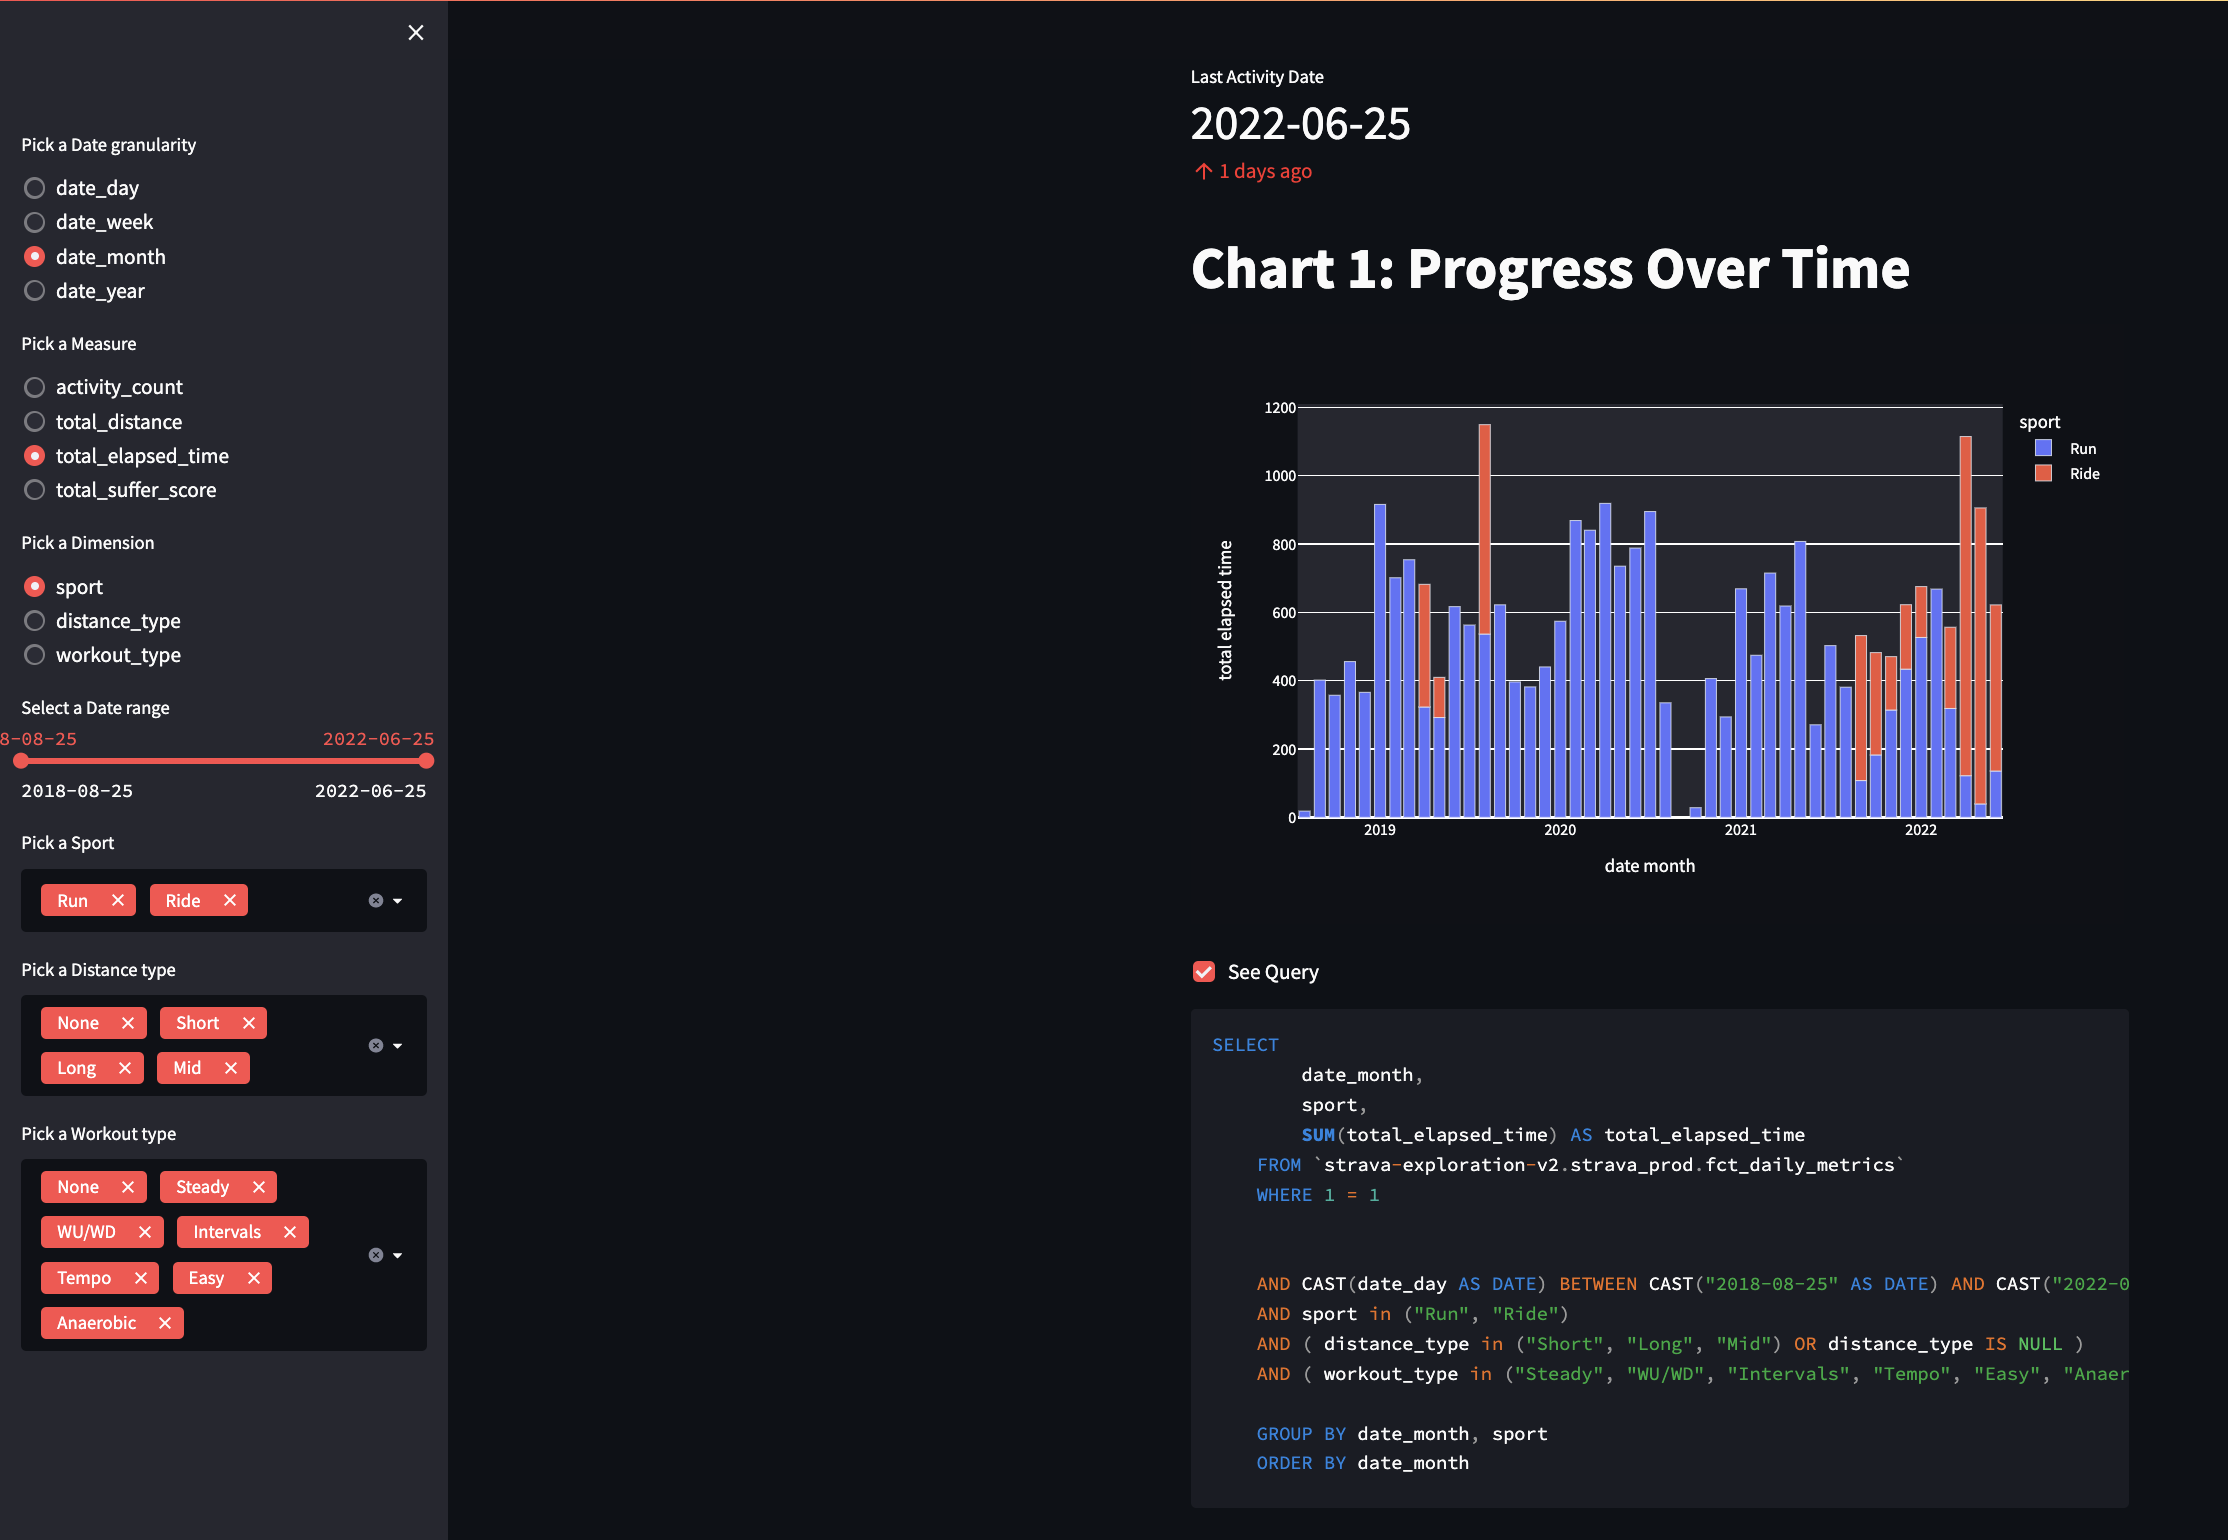 Pick a Date granularity
date_day
date_week
date_month
date_year
Pick a Measure
activity_count
total_distance
total_elapsed_time
total_suffer_score
Pick a Dimension
sport
distance_type
workout_type
Select a Date range
8-08-25 2022-06-25
2018-08-25 2022-06-25
Pick a Sport
Run Ride
Pick a Distance type
None Short
Long Mid
Pick a Workout type
None Steady
WU/WD Intervals
Tempo Easy
Anaerobic
Last Activity Date
2022-06-25
↑ 1 days ago
Chart 1: Progress Over Time
1200
1000
800
600
400
200
0
total elapsed time
2019 2020 2021 2022
date month
sport
Run
Ride
See Query
SELECT
date_month,
sport,
SUM(total_elapsed_time) AS total_elapsed_time
FROM `strava-exploration-v2.strava_prod.fct_daily_metrics`
WHERE 1 = 1
AND CAST(date_day AS DATE) BETWEEN CAST("2018-08-25" AS DATE) AND CAST("2022-0
AND sport in ("Run", "Ride")
AND ( distance_type in ("Short", "Long", "Mid") OR distance_type IS NULL )
AND ( workout_type in ("Steady", "WU/WD", "Intervals", "Tempo", "Easy", "Anaer
GROUP BY date_month, sport
ORDER BY date_month